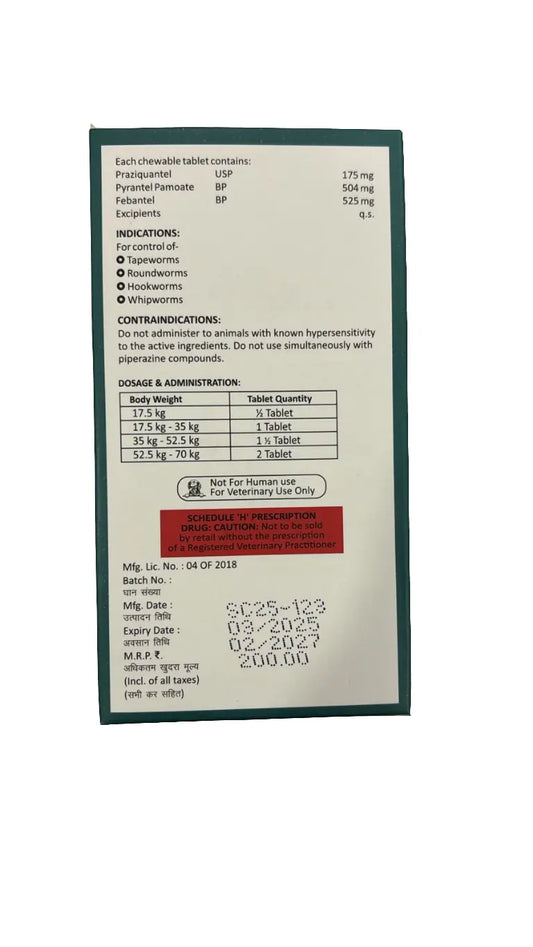 Each chewable tablet contains:
Praziquantel USP 175 mg
Pyrantel Pamoate BP 504 mg
Febantel BP 525 mg
Excipients q.s.
INDICATIONS:
For control of-
Tapeworms
Roundworms
Hookworms
Whipworms
CONTRAINDICATIONS:
Do not administer to animals with known hypersensitivity
to the active ingredients. Do not use simultaneously with
piperazine compounds.
DOSAGE & ADMINISTRATION:
Body Weight Tablet Quantity
17.5 kg ½ Tablet
17.5 kg - 35 kg 1 Tablet
35 kg - 52.5 kg 1 ½ Tablet
52.5 kg - 70 kg 2 Tablet
Not For Human use
For Veterinary Use Only
SCHEDULE 'H' PRESCRIPTION
DRUG: CAUTION: Not to be sold
by retail without the prescription
of a Registered Veterinary Practitioner
Mfg. Lic. No. : 04 OF 2018
Batch No. :
घान संख्या SC25-123
Mfg. Date : 03/2025
उत्पादन तिथि
Expiry Date : 02/2027
अवसान तिथि
M.R.P. ₹. 200.00
अधिकतम खुदरा मूल्य
(Incl. of all taxes)
(सभी कर सहित)